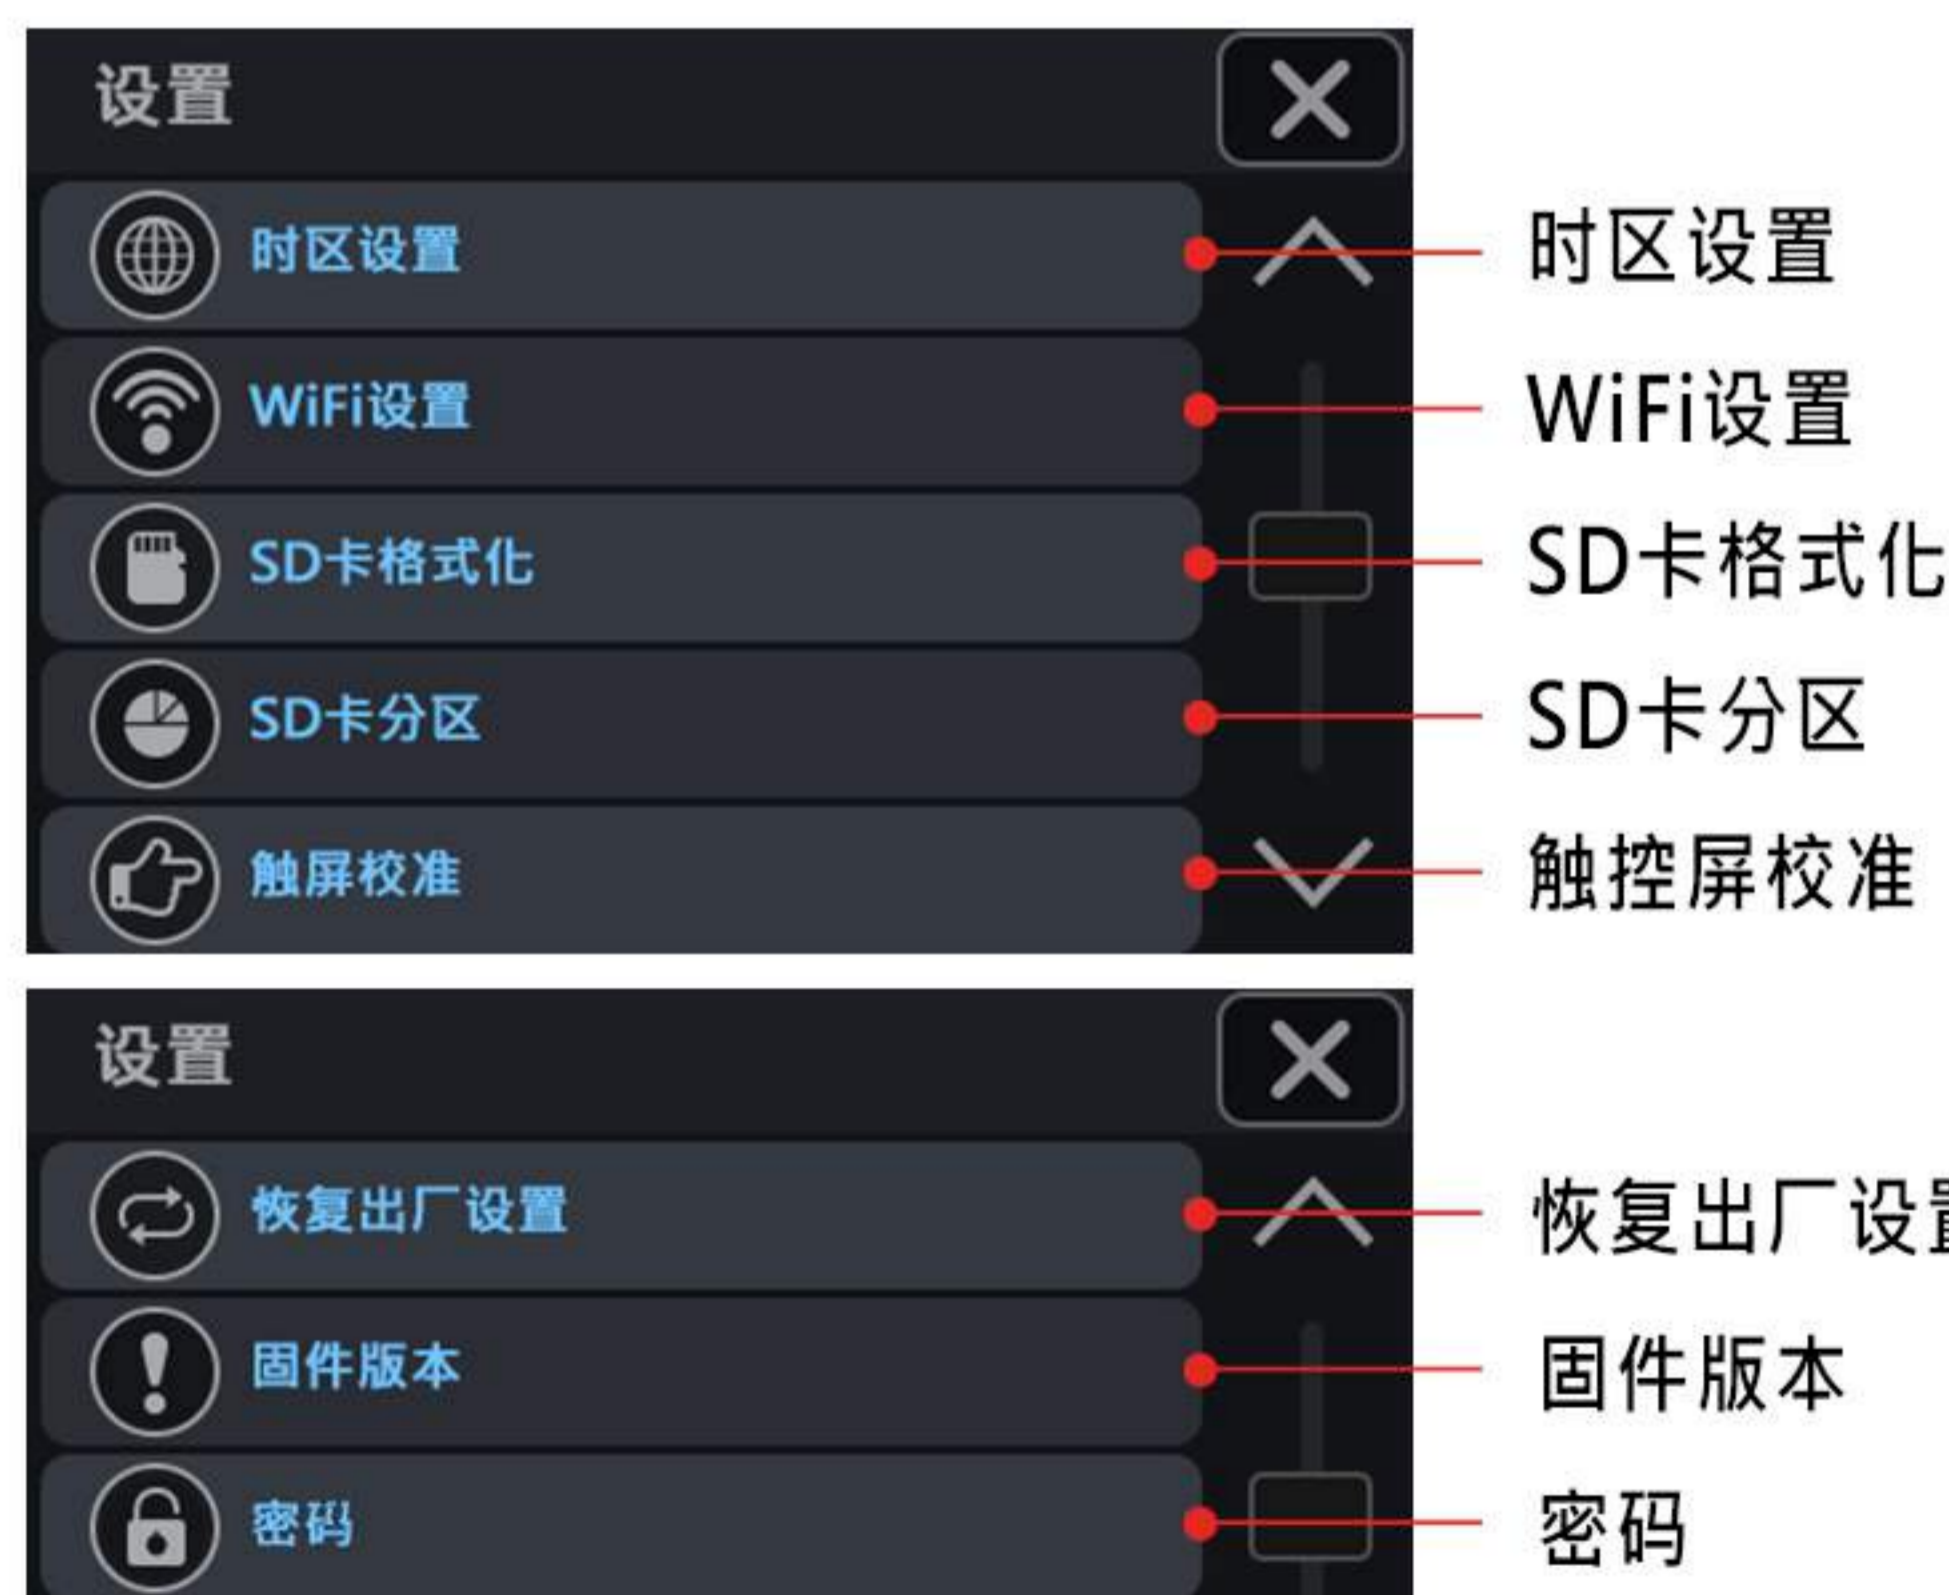 设置
时区设置 时区设置
WiFi设置 WiFi设置
SD卡格式化 SD卡格式化
SD卡分区 SD卡分区
触屏校准 触控屏校准
设置
恢复出厂设置 恢复出厂设置
固件版本 固件版本
密码 密码